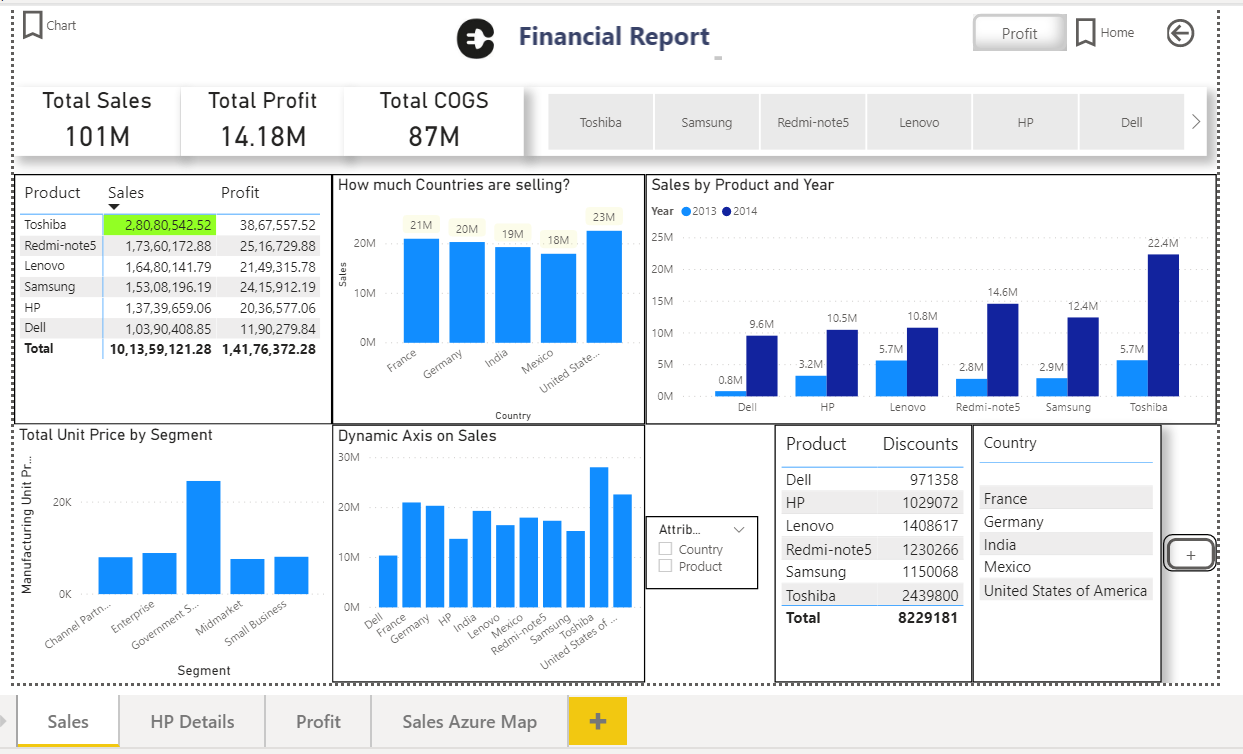 Chart
Financial Report
Profit
Home
Total Sales
101M
Total Profit
14.18M
Total COGS
87M
Toshiba
Samsung
Redmi-note5
Lenovo
HP
Dell
Product Sales Profit
Toshiba 2,80,80,542.52 38,67,557.52
Redmi-note5 1,73,60,172.88 25,16,729.88
Lenovo 1,64,80,141.79 21,49,315.78
Samsung 1,53,08,196.19 24,15,912.19
HP 1,37,39,659.06 20,36,577.06
Dell 1,03,90,408.85 11,90,279.84
Total 10,13,59,121.28 1,41,76,372.28
How much Countries are selling?
Sales
20M
10M
0M
21M
20M
19M
18M
23M
France
Germany
India
Mexico
United State...
Country
Sales by Product and Year
Year 2013 2014
25M
20M
15M
10M
5M
0M
0.8M
9.6M
3.2M
10.5M
5.7M
10.8M
2.8M
14.6M
2.9M
12.4M
5.7M
22.4M
Dell
HP
Lenovo
Redmi-note5
Samsung
Toshiba
Total Unit Price by Segment
Manufacturing Unit Pr...
20K
0K
Channel Partn...
Enterprise
Government S...
Midmarket
Small Business
Segment
Dynamic Axis on Sales
30M
20M
10M
0M
Dell
France
Germany
HP
India
Lenovo
Mexico
Redmi-note5
Samsung
Toshiba
United States of ...
Attrib...
Country
Product
Product Discounts
Dell 971358
HP 1029072
Lenovo 1408617
Redmi-note5 1230266
Samsung 1150068
Toshiba 2439800
Total 8229181
Country
France
Germany
India
Mexico
United States of America
+
Sales
HP Details
Profit
Sales Azure Map
+